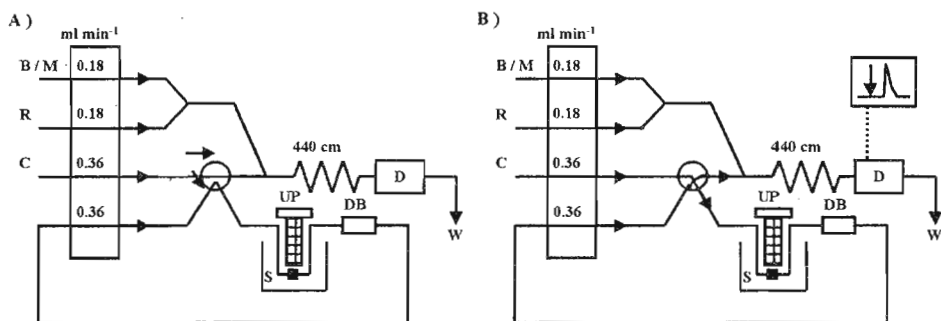 A )
ml min-1
B / M 0.18
R 0.18
C 0.36
0.36
440 cm
D
W
UP
DB
S
B )
ml min-1
B / M 0.18
R 0.18
C 0.36
0.36
440 cm
D
W
UP
DB
S